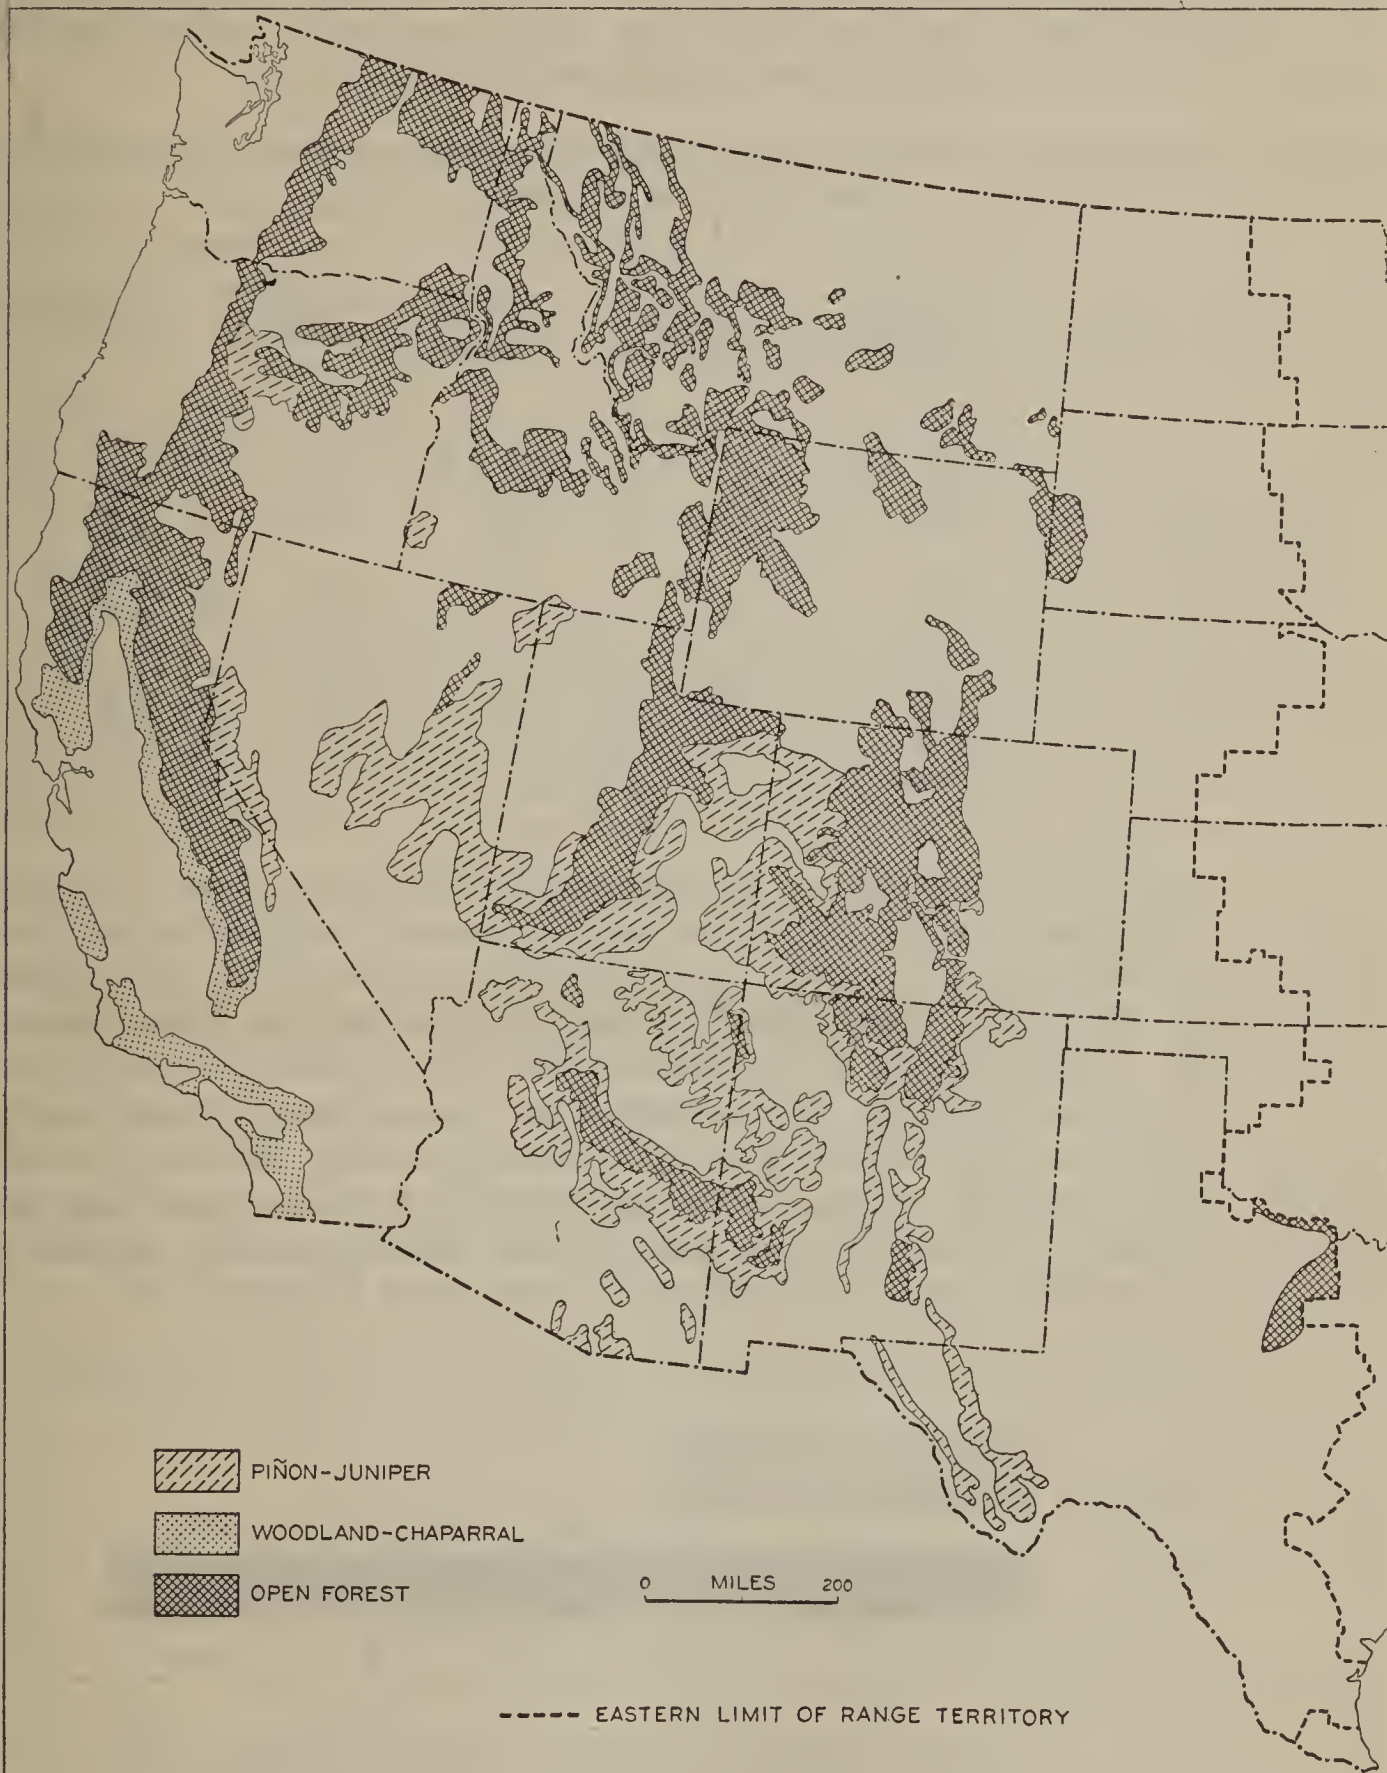 PIÑON-JUNIPER
WOODLAND-CHAPARRAL
OPEN FOREST
0 MILES 200
EASTERN LIMIT OF RANGE TERRITORY